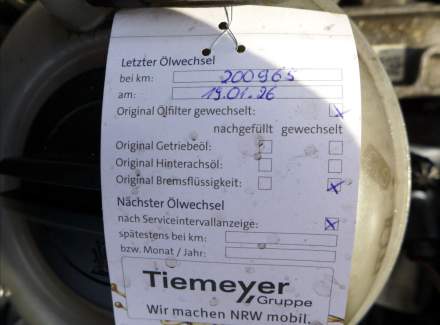 Letzter Ölwechsel
bei km: 200965
am: 19.01.26
Original Ölfilter gewechselt: x
nachgefüllt gewechselt
Original Getriebeöl:
Original Hinterachsöl:
Original Bremsflüssigkeit: x
Nächster Ölwechsel
nach Serviceintervallanzeige: x
spätestens bei km:
bzw. Monat / Jahr:
Tiemeyer
Gruppe
Wir machen NRW mobil.